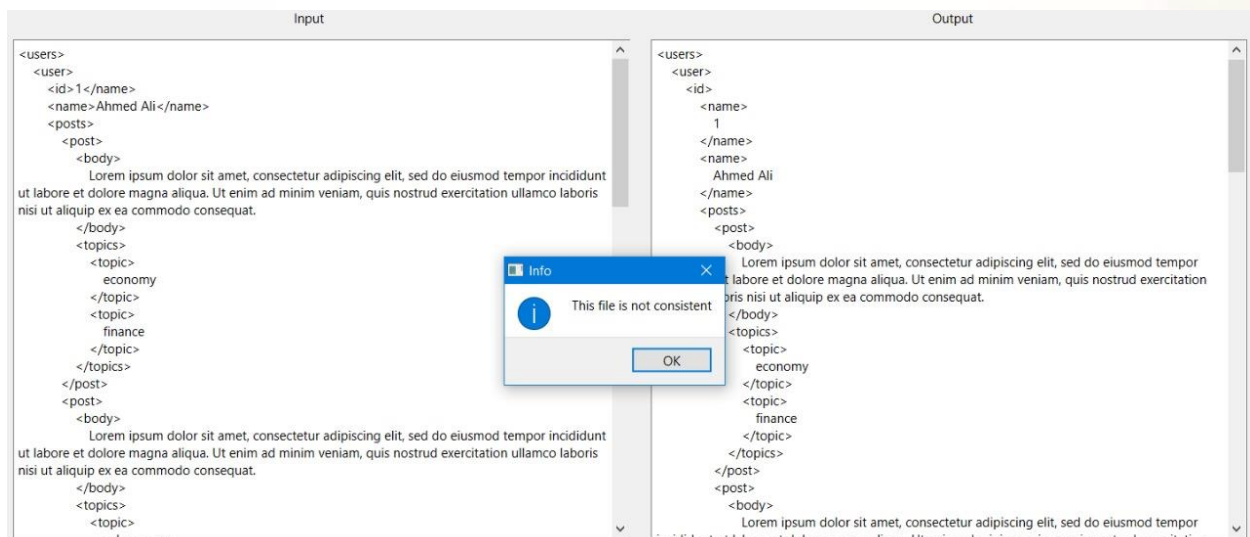 Input
<users>
<user>
<id>1</name>
<name>Ahmed Ali</name>
<posts>
<post>
<body>
Lorem ipsum dolor sit amet, consectetur adipiscing elit, sed do eiusmod tempor incididunt
ut labore et dolore magna aliqua. Ut enim ad minim veniam, quis nostrud exercitation ullamco laboris
nisi ut aliquip ex ea commodo consequat.
</body>
<topics>
<topic>
economy
</topic>
<topic>
finance
</topic>
</topics>
</post>
<post>
<body>
Lorem ipsum dolor sit amet, consectetur adipiscing elit, sed do eiusmod tempor incididunt
ut labore et dolore magna aliqua. Ut enim ad minim veniam, quis nostrud exercitation ullamco laboris
nisi ut aliquip ex ea commodo consequat.
</body>
<topics>
<topic>
Output
<users>
<user>
<id>
<name>
1
</name>
<name>
Ahmed Ali
</name>
<posts>
<post>
<body>
Lorem ipsum dolor sit amet, consectetur adipiscing elit, sed do eiusmod tempor
labore et dolore magna aliqua. Ut enim ad minim veniam, quis nostrud exercitation
nisi ut aliquip ex ea commodo consequat.
</body>
<topics>
<topic>
economy
</topic>
<topic>
finance
</topic>
</topics>
</post>
<post>
<body>
Lorem ipsum dolor sit amet, consectetur adipiscing elit, sed do eiusmod tempor
Info
This file is not consistent
OK